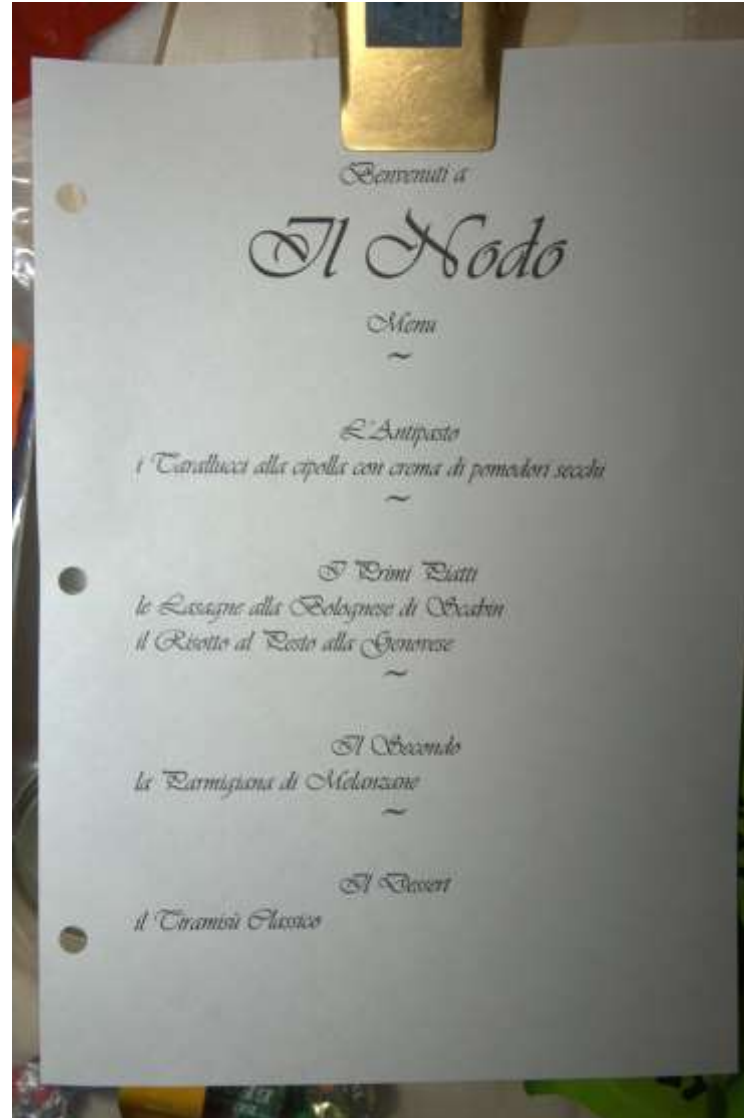 Benvenuti a
Il Nodo
Menu
~
L'Antipasto
i Tarallucci alla cipolla con crema di pomodori secchi
~
I Primi Piatti
le Lasagne alla Bolognese di Scabin
il Risotto al Pesto alla Genovese
~
Il Secondo
la Parmigiana di Melanzane
~
Il Dessert
il Tiramisù Classico